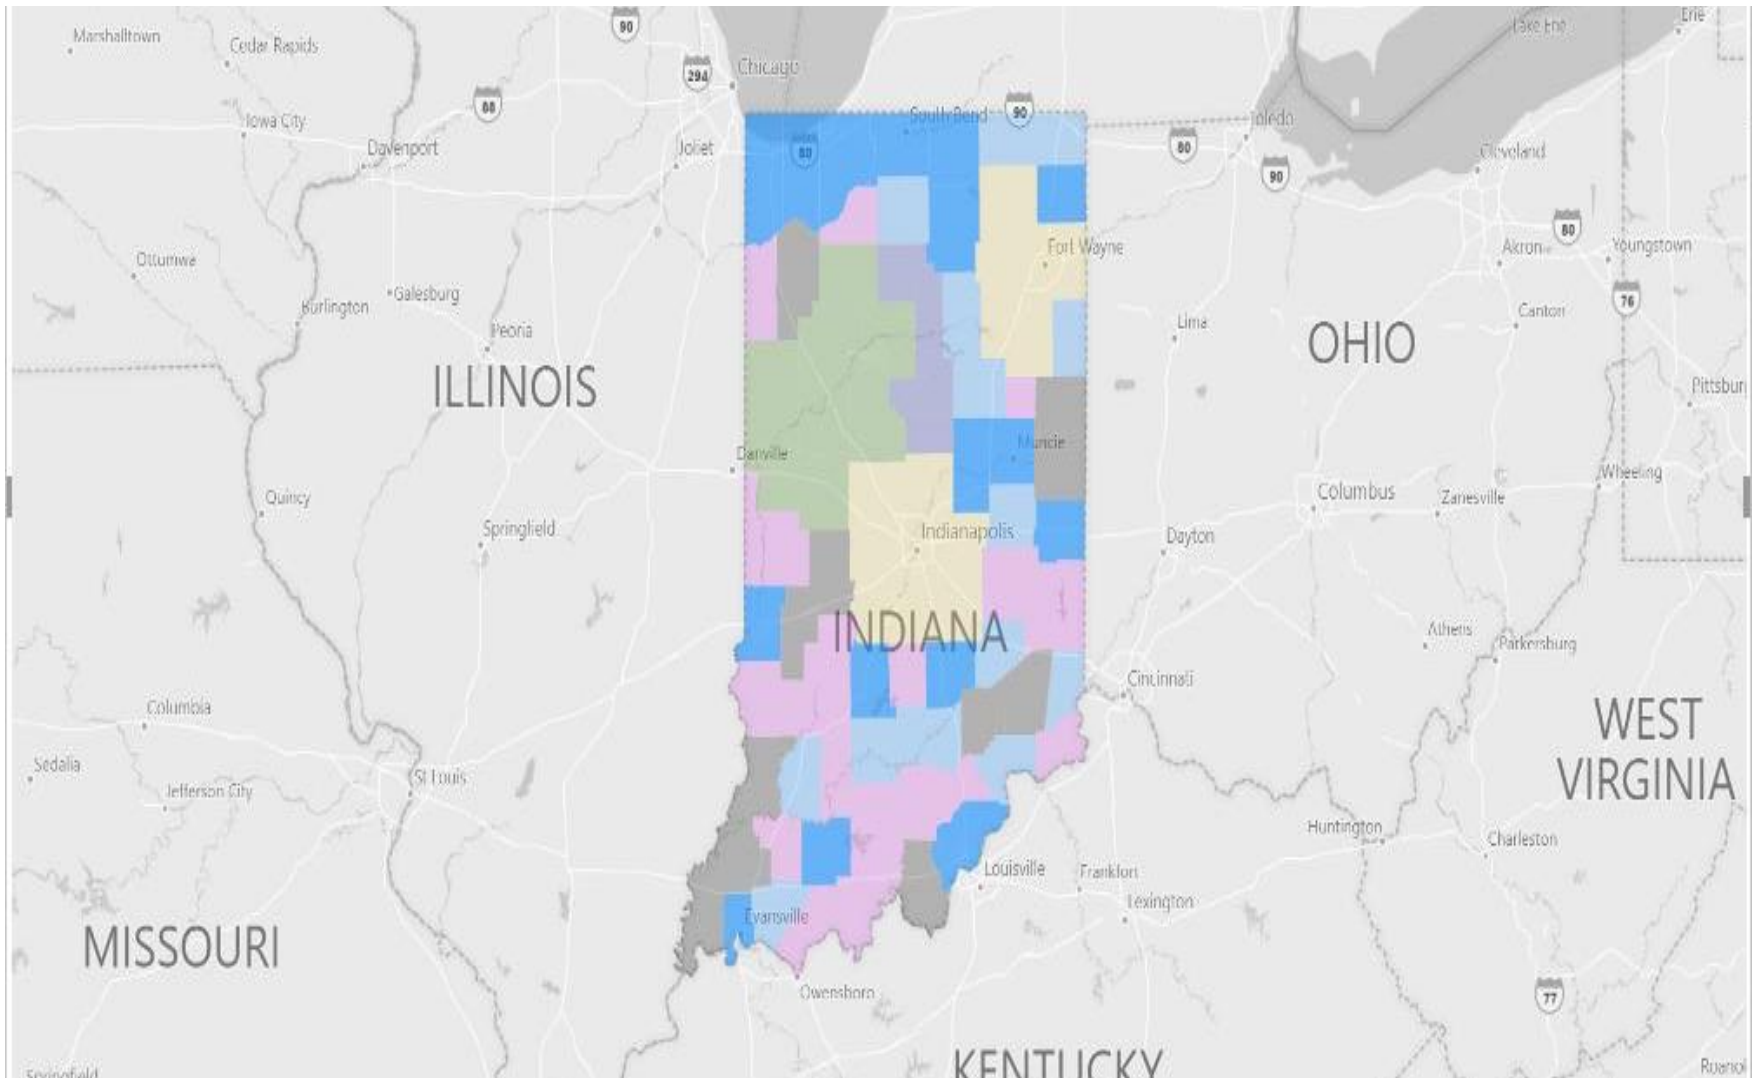 Marshalltown
Cedar Rapids
90
294
Chicago
Lake Erie
Erie
88
Iowa City
Davenport
Joliet
80
South Bend
90
Toledo
80
90
Cleveland
80
Akron
Youngstown
Ottumwa
Burlington
Galesburg
Fort Wayne
76
Canton
Peoria
Lima
OHIO
ILLINOIS
Pittsbur
Muncie
Danville
Quincy
Springfield
Indianapolis
Columbus
Zanesville
Wheeling
Dayton
INDIANA
Athens
Parkersburg
Cincinnati
Columbia
WEST
VIRGINIA
Sedalia
St Louis
Jefferson City
Huntington
Charleston
Louisville
Frankfort
Lexington
Evansville
MISSOURI
Owensboro
77
KENTUCKY
Springfield
Roanol